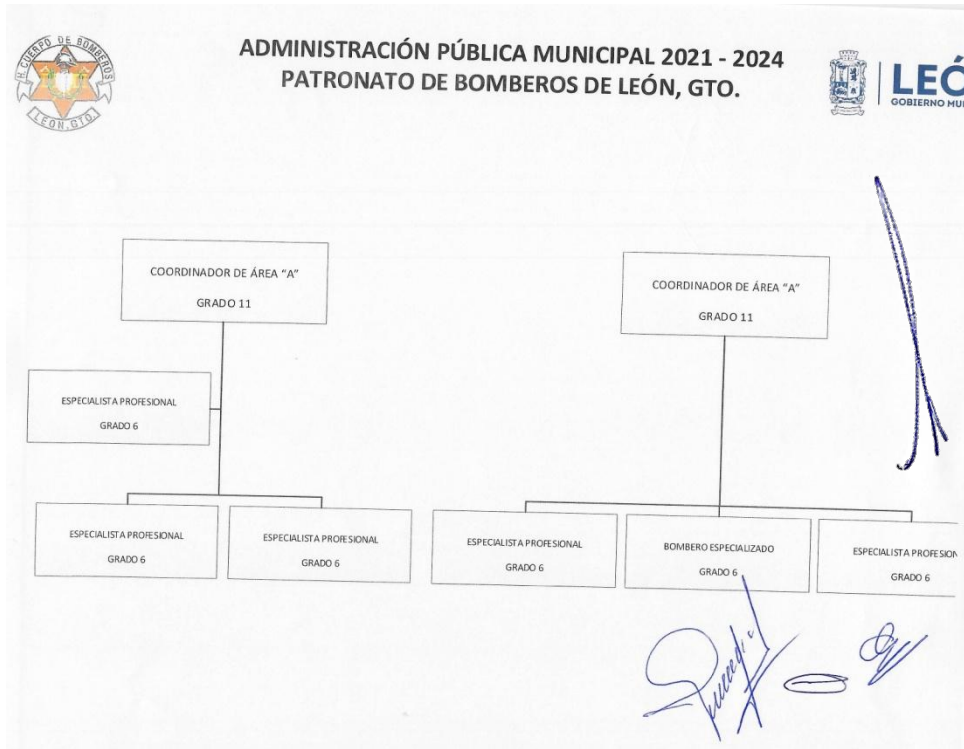 H. CUERPO DE BOMBEROS
LEON, GTO.
ADMINISTRACIÓN PÚBLICA MUNICIPAL 2021 - 2024
PATRONATO DE BOMBEROS DE LEÓN, GTO.
LEÓ
GOBIERNO MU
COORDINADOR DE ÁREA "A"
GRADO 11
ESPECIALISTA PROFESIONAL
GRADO 6
ESPECIALISTA PROFESIONAL
GRADO 6
ESPECIALISTA PROFESIONAL
GRADO 6
COORDINADOR DE ÁREA "A"
GRADO 11
ESPECIALISTA PROFESIONAL
GRADO 6
BOMBERO ESPECIALIZADO
GRADO 6
ESPECIALISTA PROFESION
GRADO 6